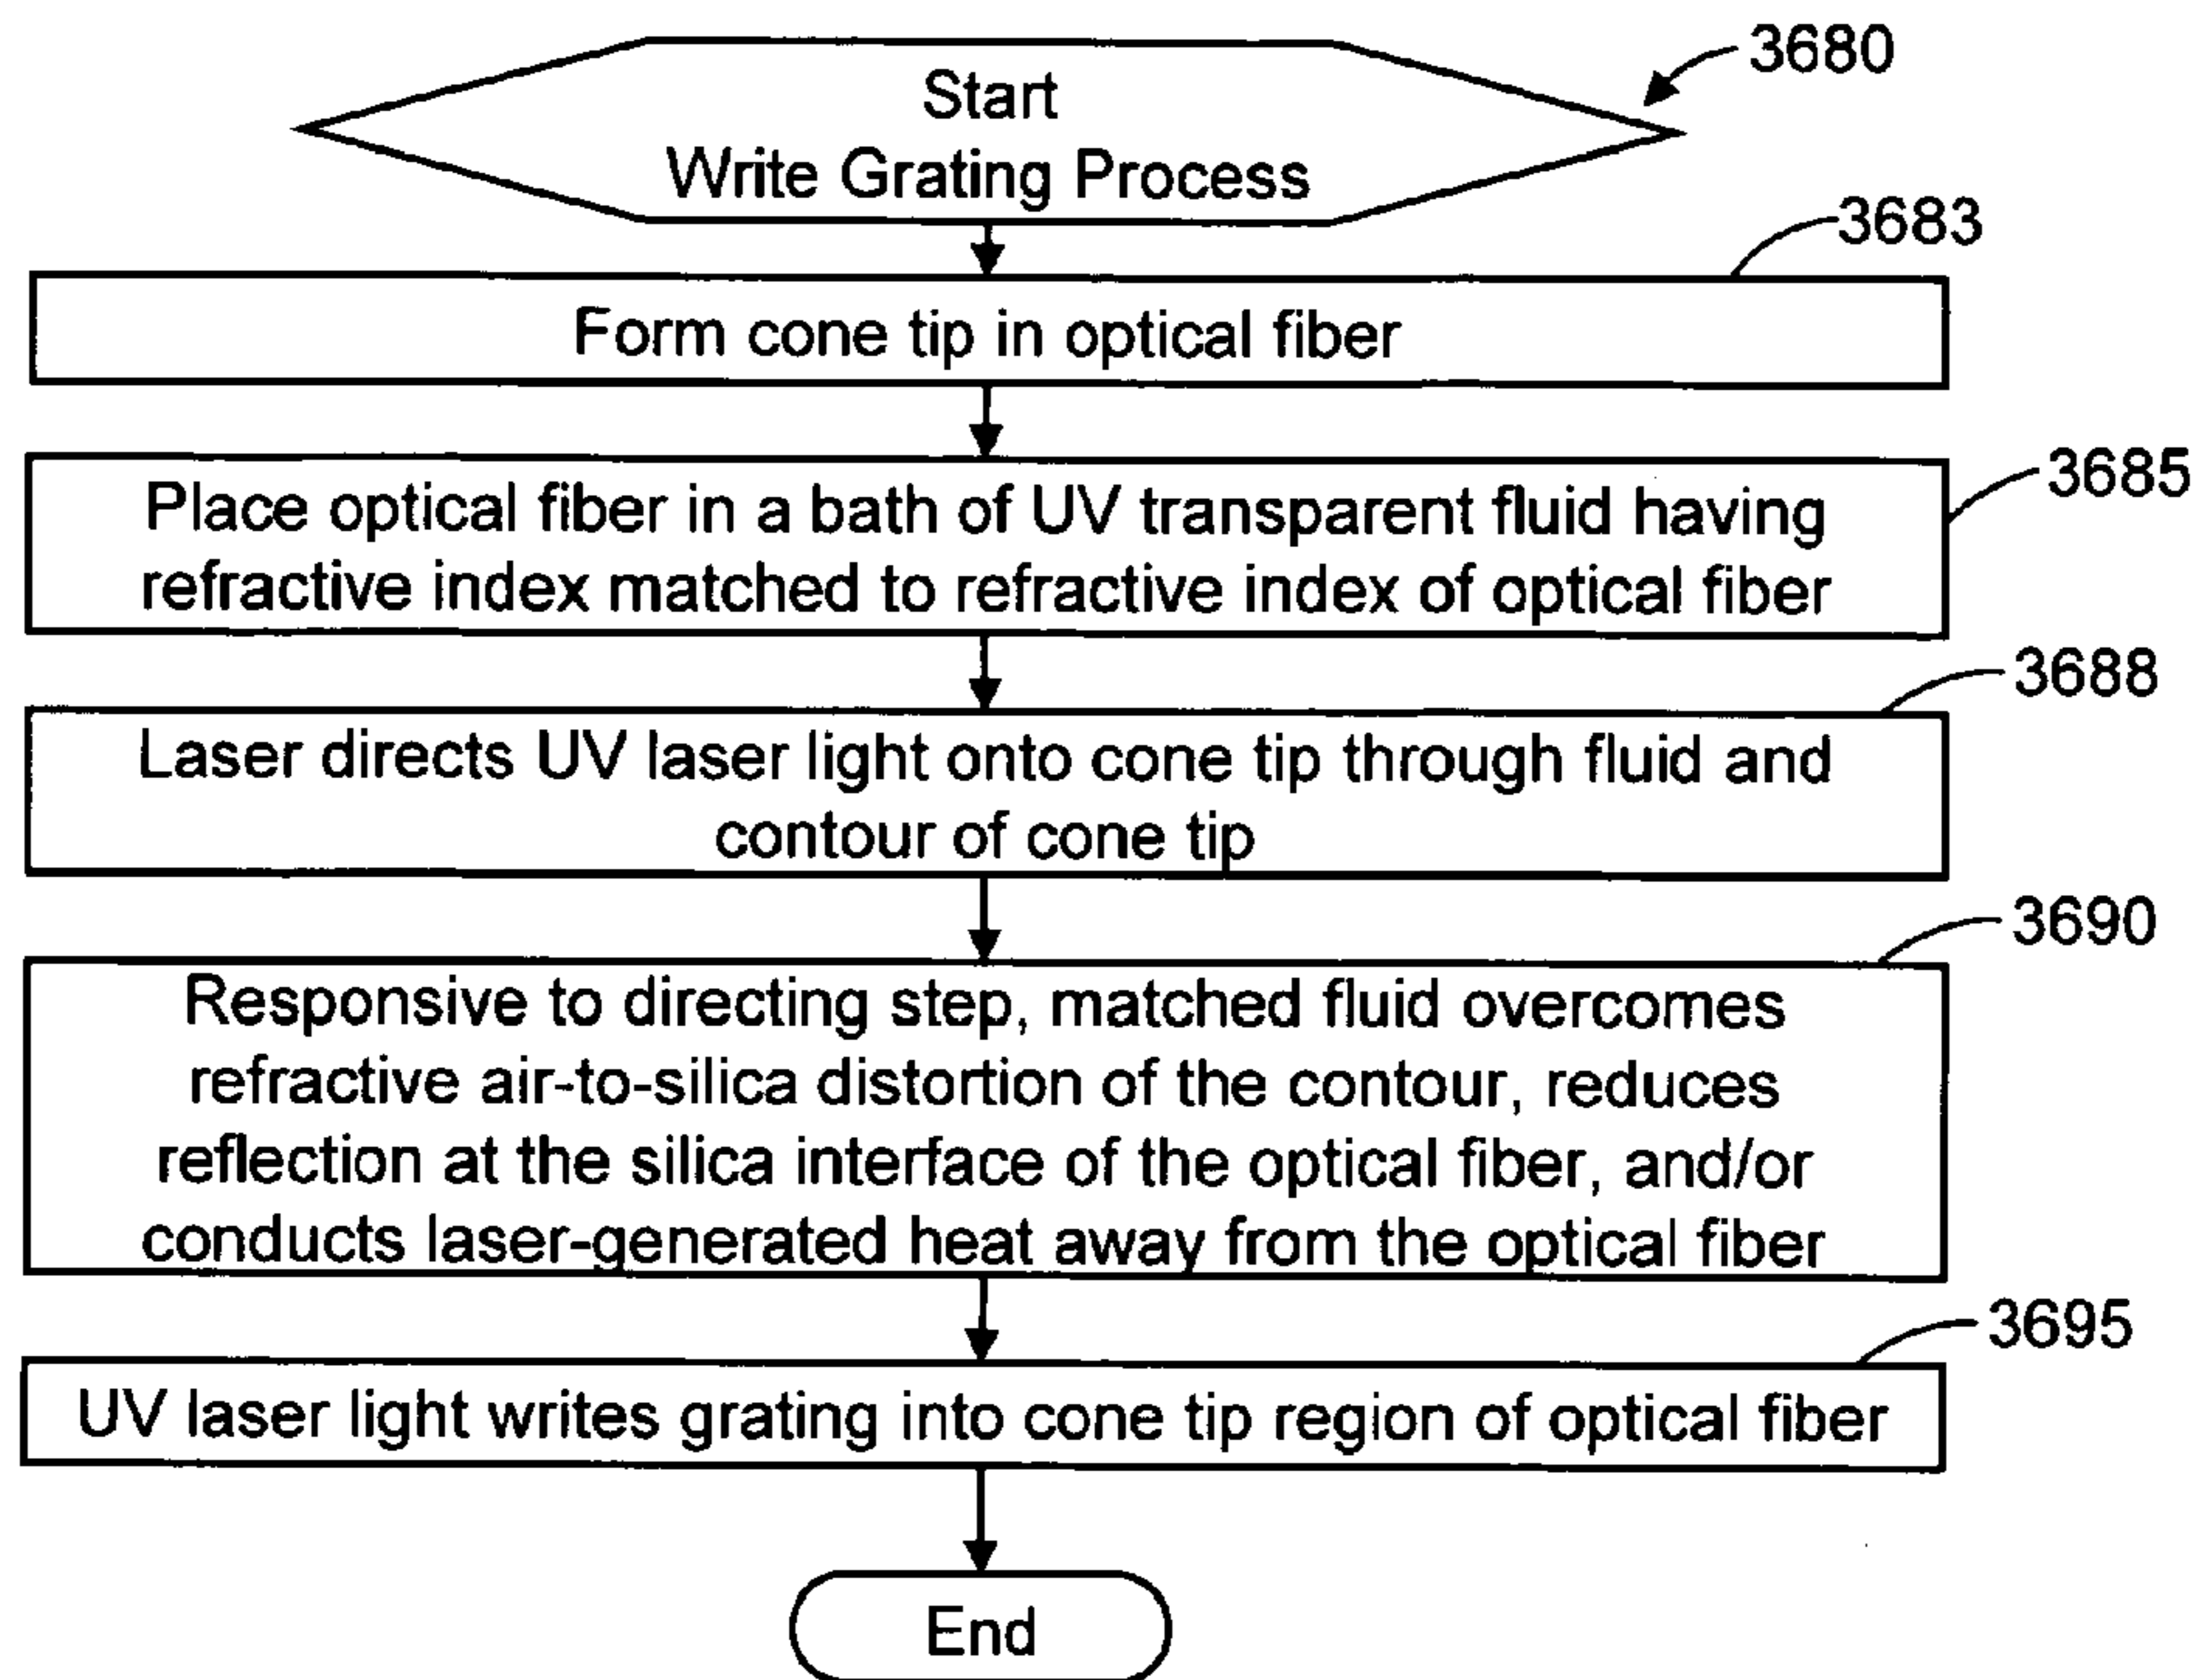 3680
Start
Write Grating Process
3683
Form cone tip in optical fiber
3685
Place optical fiber in a bath of UV transparent fluid having
refractive index matched to refractive index of optical fiber
3688
Laser directs UV laser light onto cone tip through fluid and
contour of cone tip
3690
Responsive to directing step, matched fluid overcomes
refractive air-to-silica distortion of the contour, reduces
reflection at the silica interface of the optical fiber, and/or
conducts laser-generated heat away from the optical fiber
3695
UV laser light writes grating into cone tip region of optical fiber
End